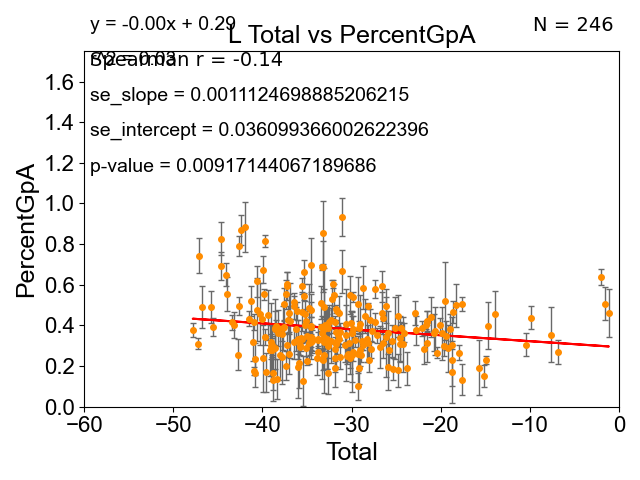 y = -0.00x + 0.29
N = 246
L Total vs PercentGpA
Spearman r = -0.14
se_slope = 0.0011124698885206215
se_intercept = 0.036099366002622396
p-value = 0.00917144067189686
PercentGpA
1.6
1.4
1.2
1.0
0.8
0.6
0.4
0.2
0.0
−60
−50
−40
−30
−20
−10
0
Total